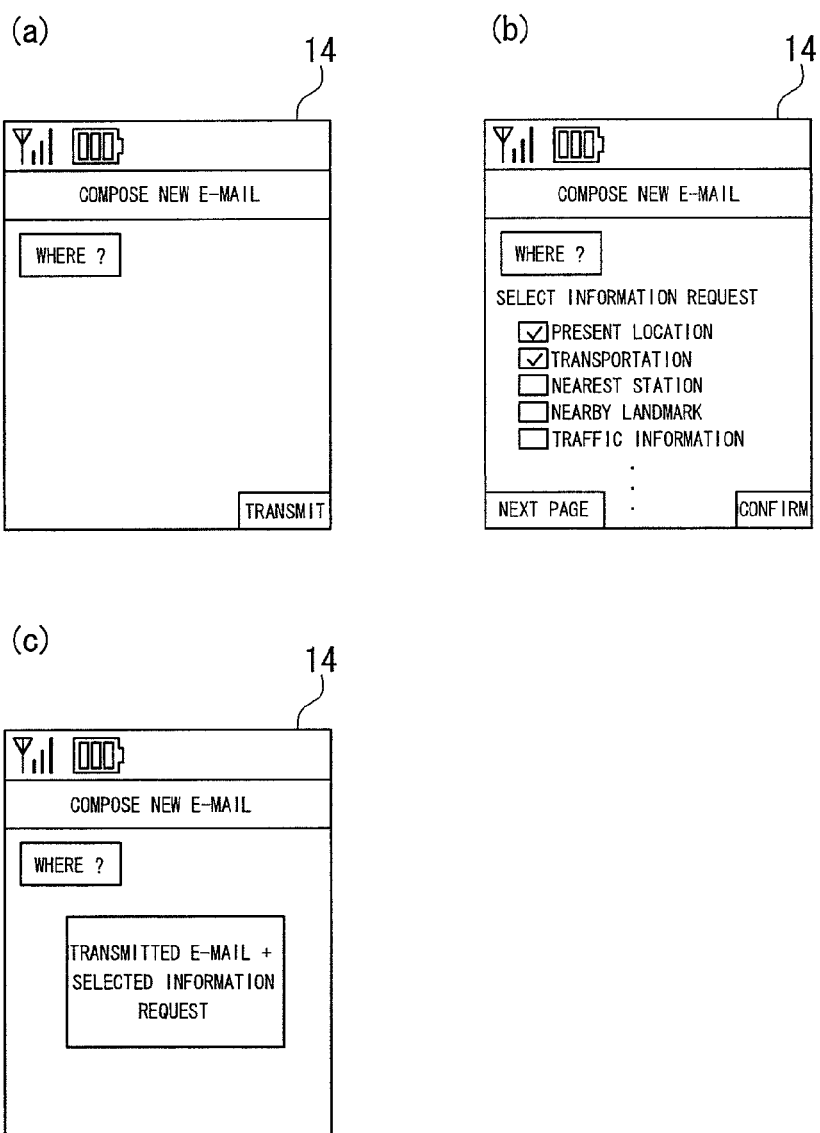 (a)
14
COMPOSE NEW E-MAIL
WHERE ?
TRANSMIT
(b)
14
COMPOSE NEW E-MAIL
WHERE ?
SELECT INFORMATION REQUEST
PRESENT LOCATION
TRANSPORTATION
NEAREST STATION
NEARBY LANDMARK
TRAFFIC INFORMATION
NEXT PAGE
CONFIRM
(c)
14
COMPOSE NEW E-MAIL
WHERE ?
TRANSMITTED E-MAIL +
SELECTED INFORMATION
REQUEST